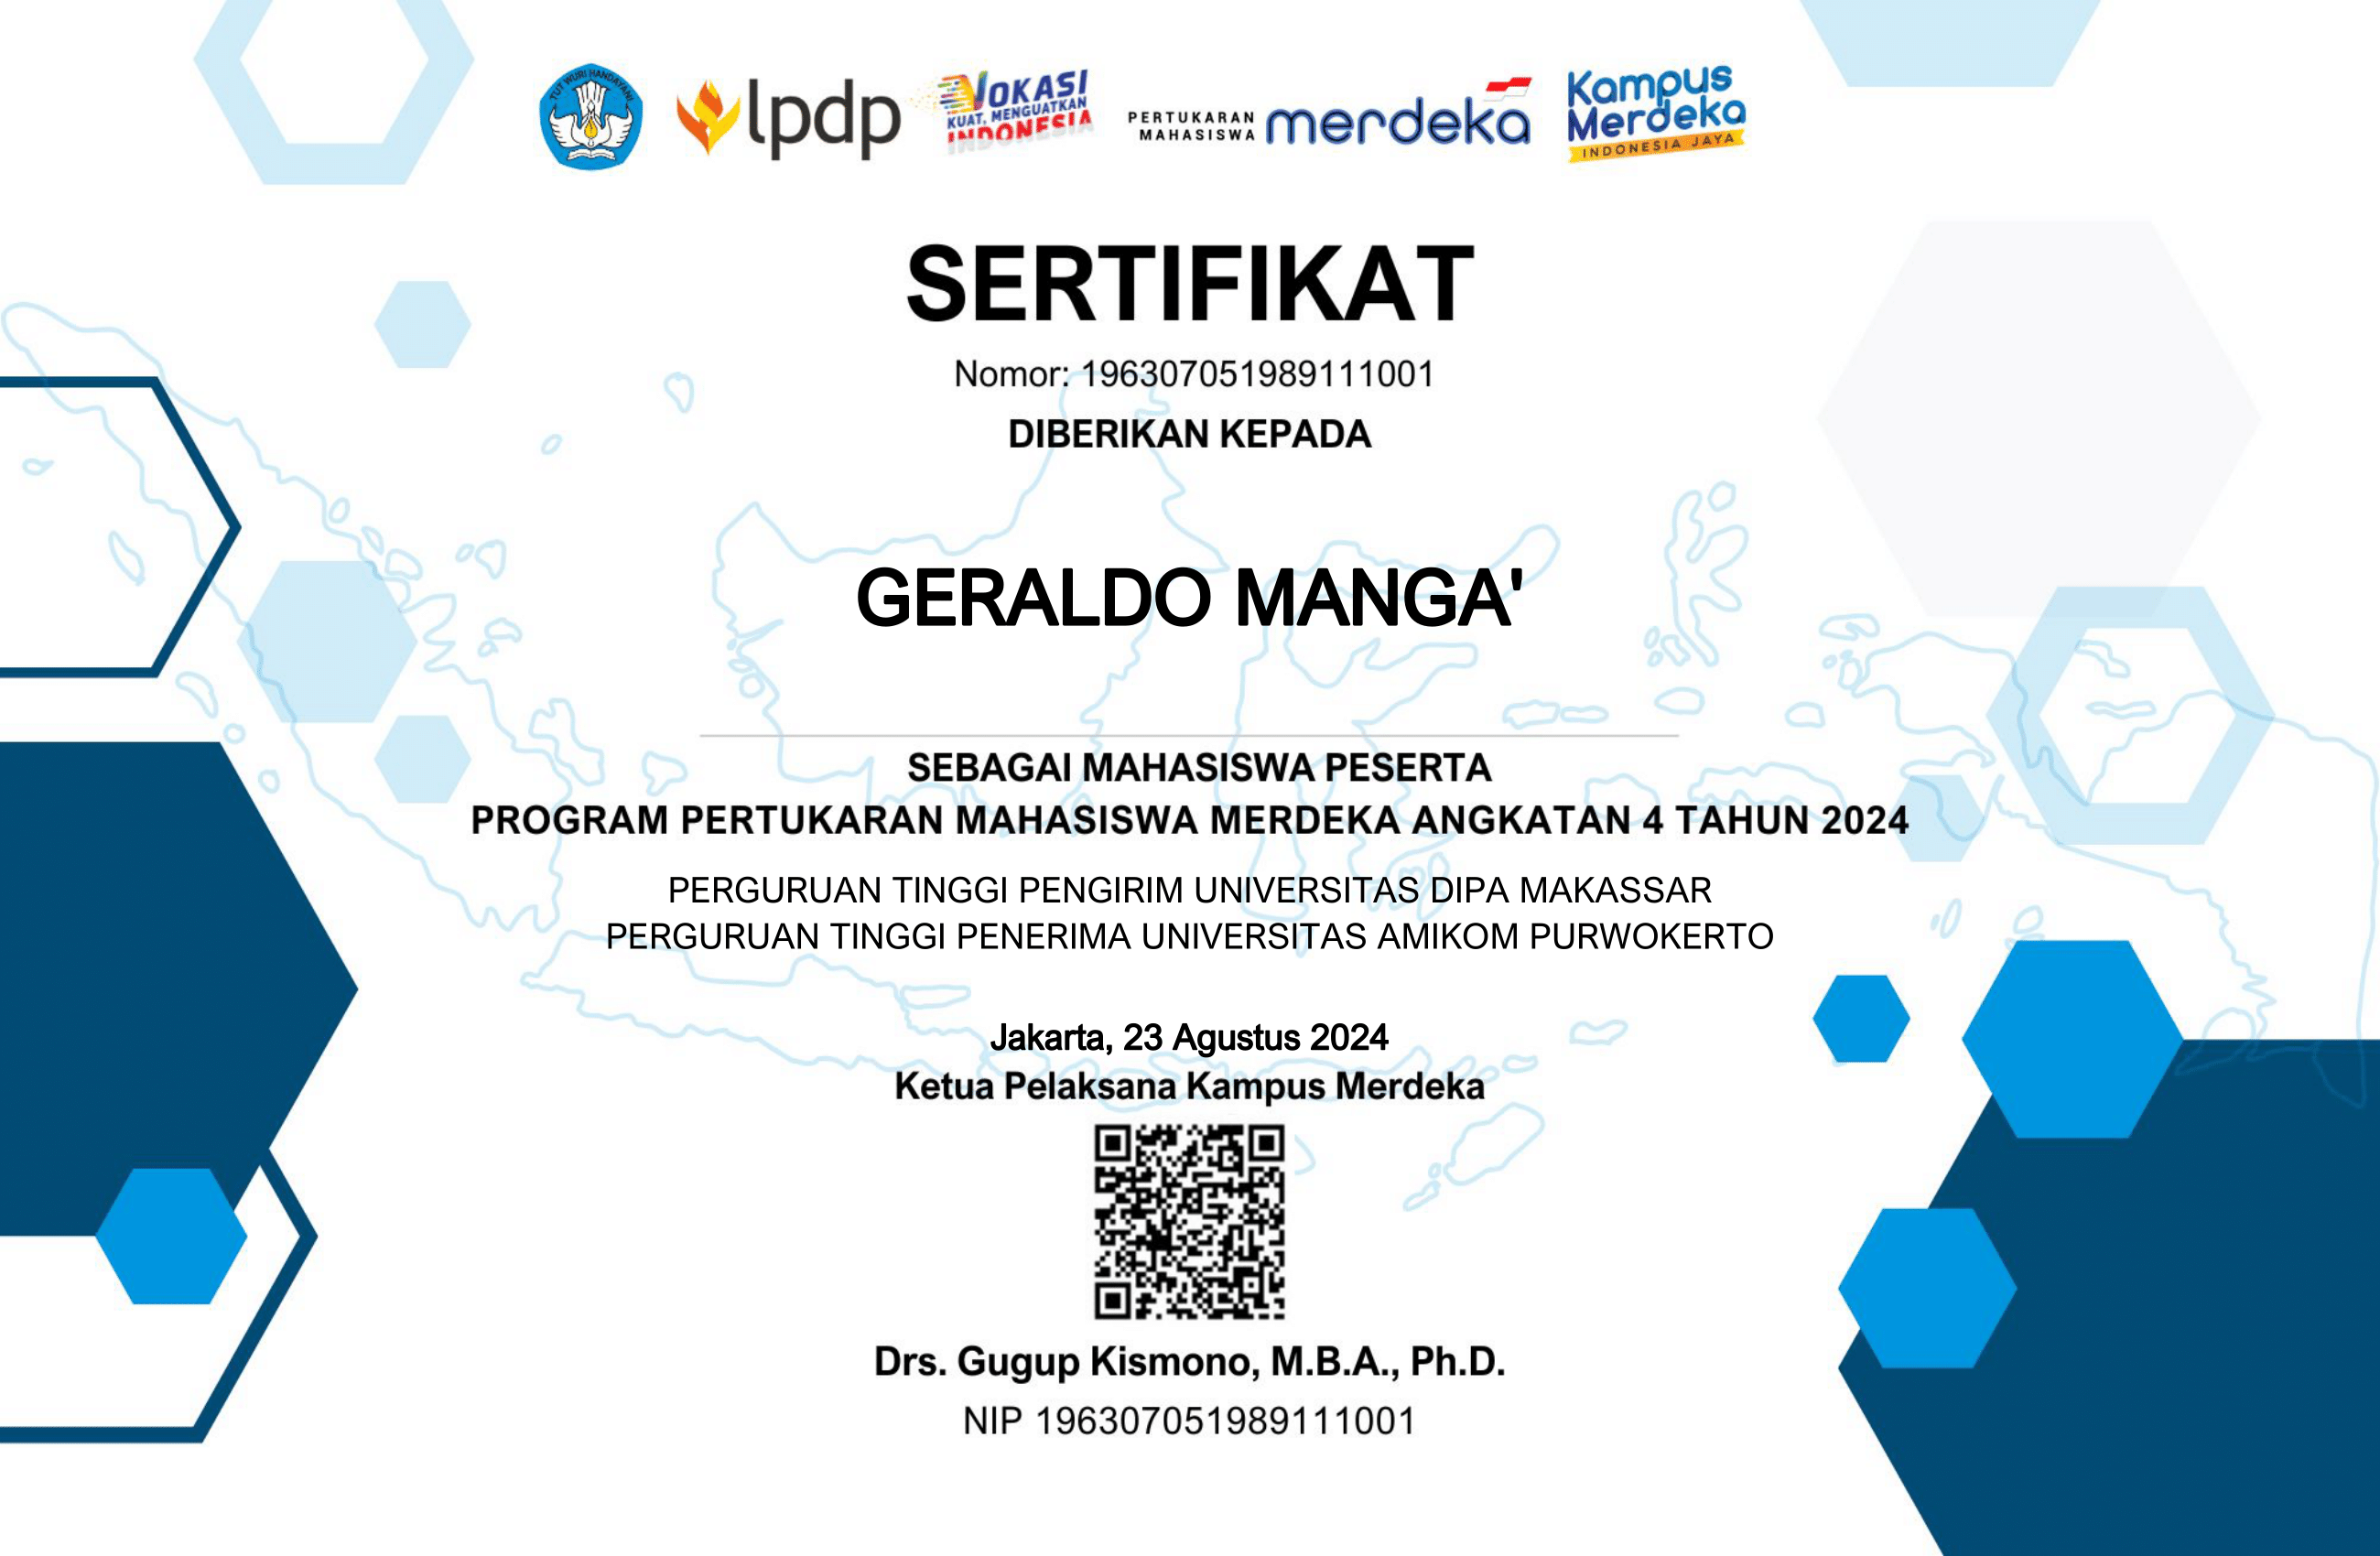 TUT WURI HANDAYANI
lpdp
VOKASI
KUAT, MENGUATKAN
INDONESIA
PERTUKARAN
MAHASISWA
merdeka
Kampus
Merdeka
INDONESIA JAYA
SERTIFIKAT
Nomor: 196307051989111001
DIBERIKAN KEPADA
GERALDO MANGA'
SEBAGAI MAHASISWA PESERTA
PROGRAM PERTUKARAN MAHASISWA MERDEKA ANGKATAN 4 TAHUN 2024
PERGURUAN TINGGI PENGIRIM UNIVERSITAS DIPA MAKASSAR
PERGURUAN TINGGI PENERIMA UNIVERSITAS AMIKOM PURWOKERTO
Jakarta, 23 Agustus 2024
Ketua Pelaksana Kampus Merdeka
Drs. Gugup Kismono, M.B.A., Ph.D.
NIP 196307051989111001